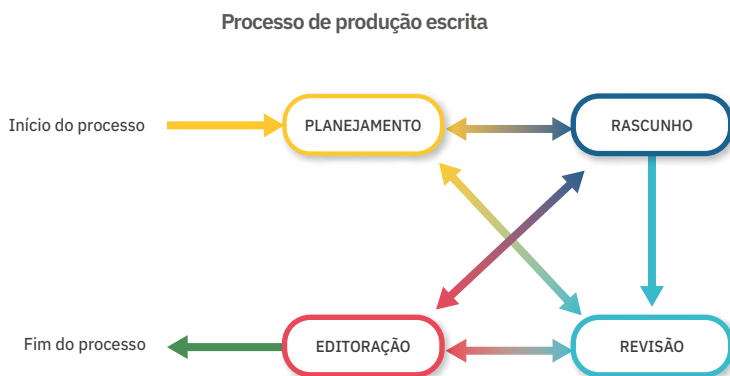 Processo de produção escrita
Início do processo
PLANEJAMENTO
RASCUNHO
Fim do processo
EDITORAÇÃO
REVISÃO